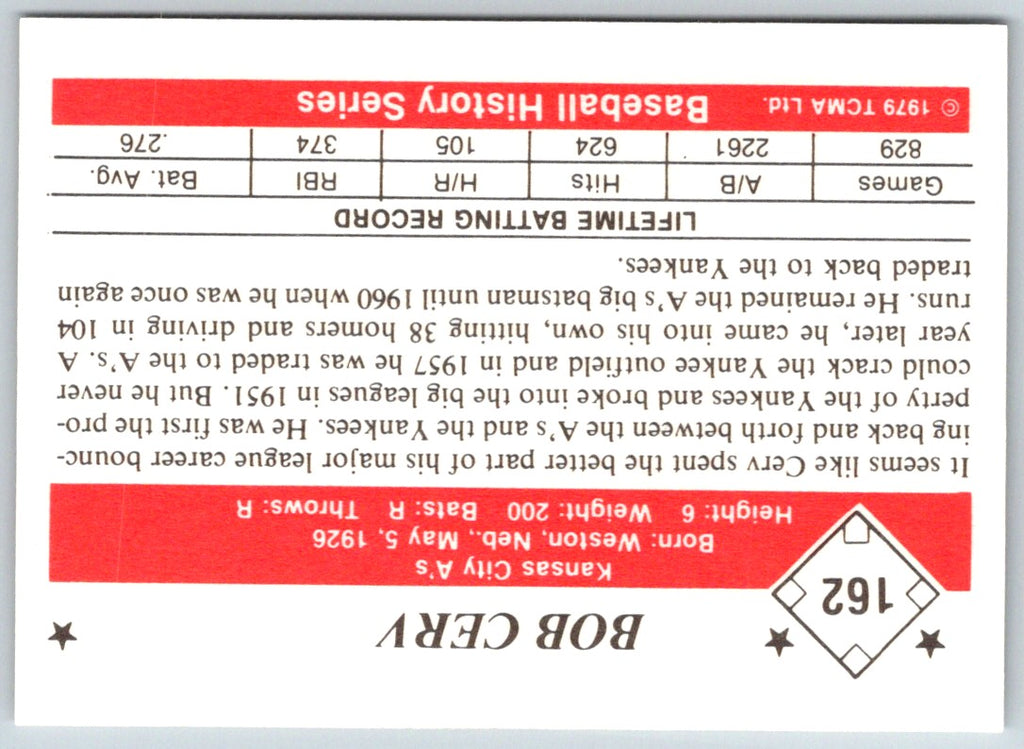 162
BOB CERV
Kansas City A's
Born: Weston, Neb., May 5, 1926
Height: 6 Weight: 200 Bats: R Throws: R
It seems like Cerv spent the better part of his major league career bounc-
ing back and forth between the A's and the Yankees. He was first the pro-
perty of the Yankees and broke into the big leagues in 1951. But he never
could crack the Yankee outfield and in 1957 he was traded to the A's. A
year later, he came into his own, hitting 38 homers and driving in 104
runs. He remained the A's big batsman until 1960 when he was once again
traded back to the Yankees.
LIFETIME BATTING RECORD
Games A/B Hits H/R RBI Bat. Avg.
829 2261 624 105 374 .276
© 1979 TCMA Ltd. Baseball History Series